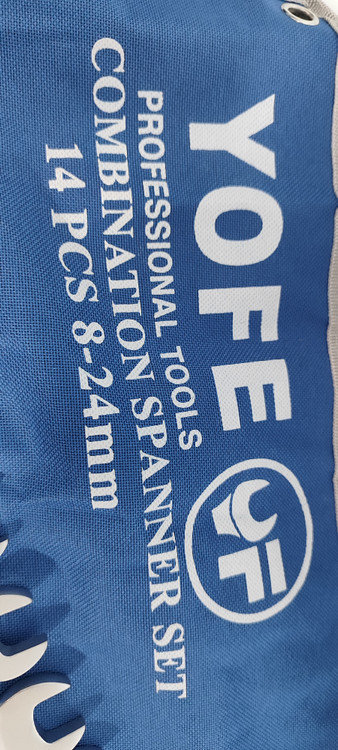 YOFE
PROFESSIONAL TOOLS
COMBINATION SPANNER SET
14 PCS 8-24mm